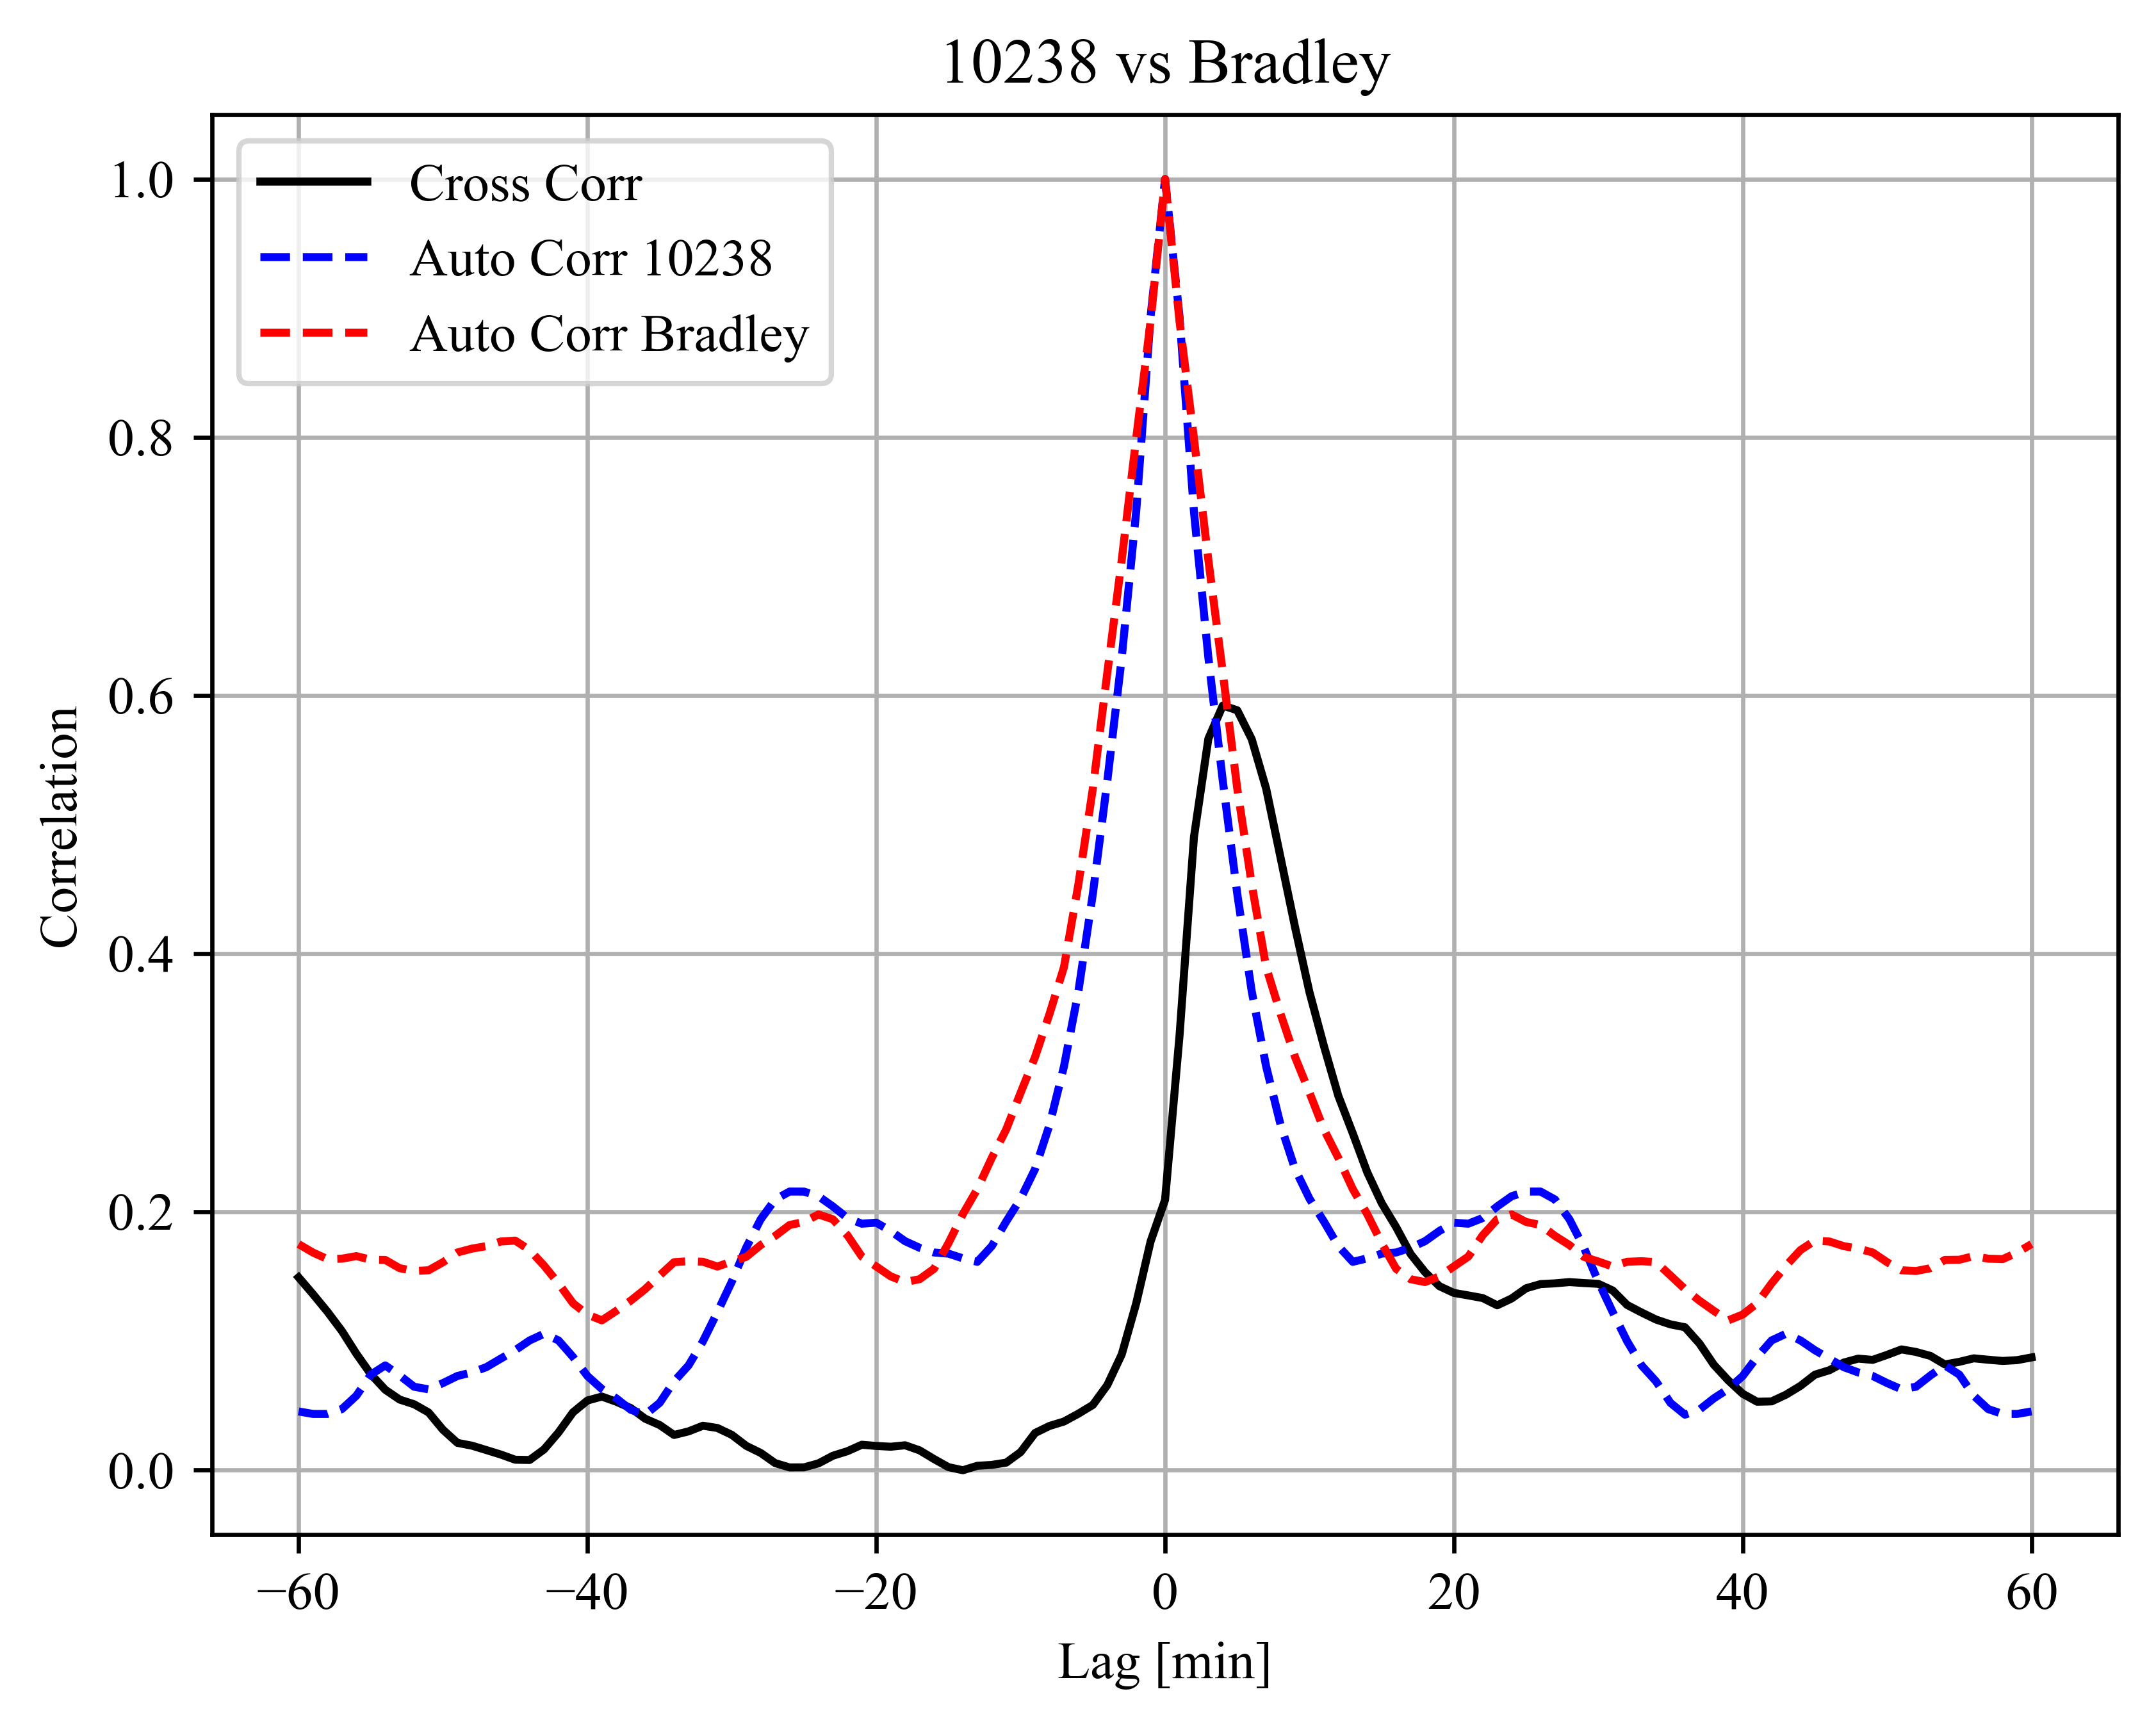 10238 vs Bradley
Cross Corr
Auto Corr 10238
Auto Corr Bradley
1.0
0.8
0.6
0.4
0.2
0.0
Correlation
−60 −40 −20 0 20 40 60
Lag [min]